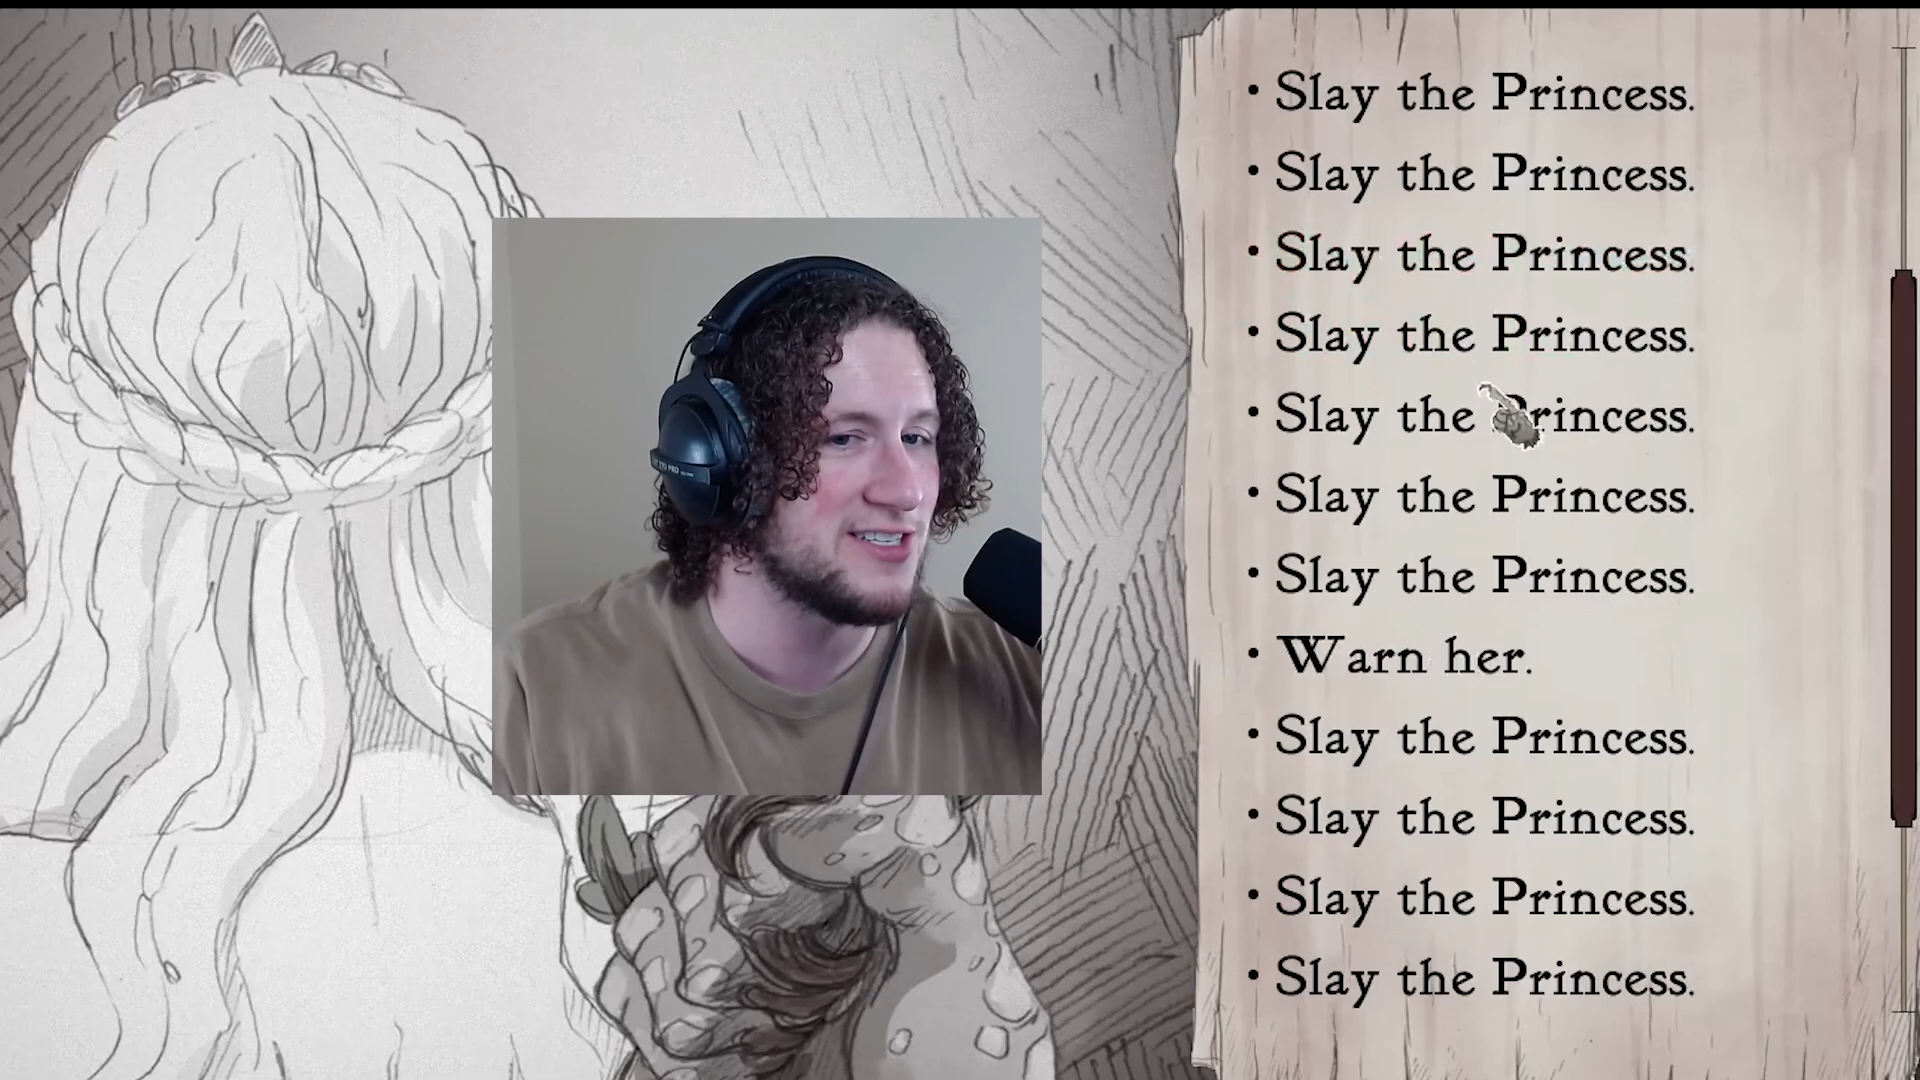 • Slay the Princess.
• Slay the Princess.
• Slay the Princess.
• Slay the Princess.
• Slay the Princess.
• Slay the Princess.
• Slay the Princess.
• Warn her.
• Slay the Princess.
• Slay the Princess.
• Slay the Princess.
• Slay the Princess.